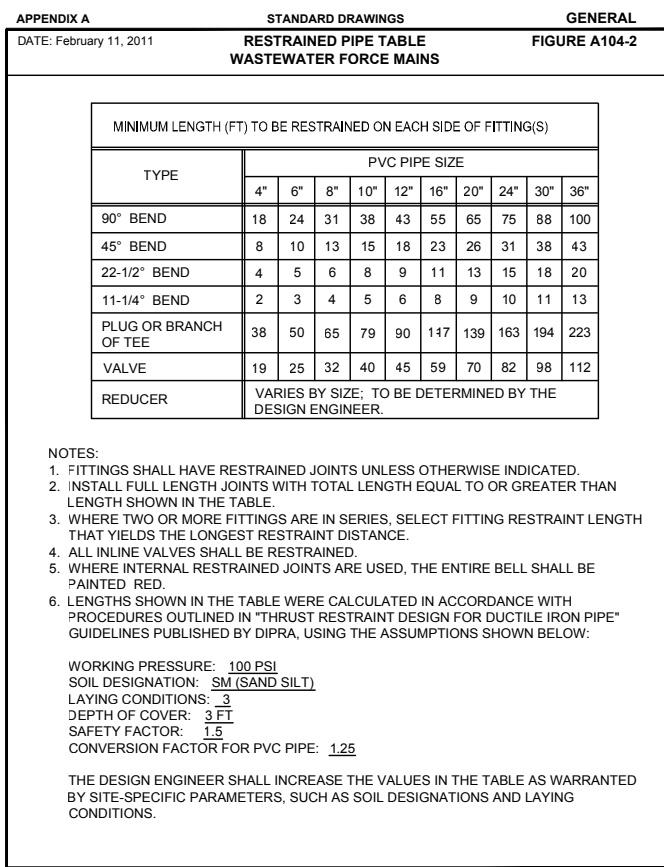 APPENDIX A STANDARD DRAWINGS GENERAL
DATE: February 11, 2011 RESTRAINED PIPE TABLE FIGURE A104-2
WASTEWATER FORCE MAINS
MINIMUM LENGTH (FT) TO BE RESTRAINED ON EACH SIDE OF FITTING(S)
TYPE PVC PIPE SIZE
4" 6" 8" 10" 12" 16" 20" 24" 30" 36"
90° BEND 18 24 31 38 43 55 65 75 88 100
45° BEND 8 10 13 15 18 23 26 31 38 43
22-1/2° BEND 4 5 6 8 9 11 13 15 18 20
11-1/4° BEND 2 3 4 5 6 8 9 10 11 13
PLUG OR BRANCH
OF TEE 38 50 65 79 90 117 139 163 194 223
VALVE 19 25 32 40 45 59 70 82 98 112
REDUCER VARIES BY SIZE; TO BE DETERMINED BY THE
DESIGN ENGINEER.
NOTES:
1. FITTINGS SHALL HAVE RESTRAINED JOINTS UNLESS OTHERWISE INDICATED.
2. INSTALL FULL LENGTH JOINTS WITH TOTAL LENGTH EQUAL TO OR GREATER THAN
LENGTH SHOWN IN THE TABLE.
3. WHERE TWO OR MORE FITTINGS ARE IN SERIES, SELECT FITTING RESTRAINT LENGTH
THAT YIELDS THE LONGEST RESTRAINT DISTANCE.
4. ALL INLINE VALVES SHALL BE RESTRAINED.
5. WHERE INTERNAL RESTRAINED JOINTS ARE USED, THE ENTIRE BELL SHALL BE
PAINTED RED.
6. LENGTHS SHOWN IN THE TABLE WERE CALCULATED IN ACCORDANCE WITH
PROCEDURES OUTLINED IN "THRUST RESTRAINT DESIGN FOR DUCTILE IRON PIPE"
GUIDELINES PUBLISHED BY DIPRA, USING THE ASSUMPTIONS SHOWN BELOW:
WORKING PRESSURE: 100 PSI
SOIL DESIGNATION: SM (SAND SILT)
LAYING CONDITIONS: 3
DEPTH OF COVER: 3 FT
SAFETY FACTOR: 1.5
CONVERSION FACTOR FOR PVC PIPE: 1.25
THE DESIGN ENGINEER SHALL INCREASE THE VALUES IN THE TABLE AS WARRANTED
BY SITE-SPECIFIC PARAMETERS, SUCH AS SOIL DESIGNATIONS AND LAYING
CONDITIONS.